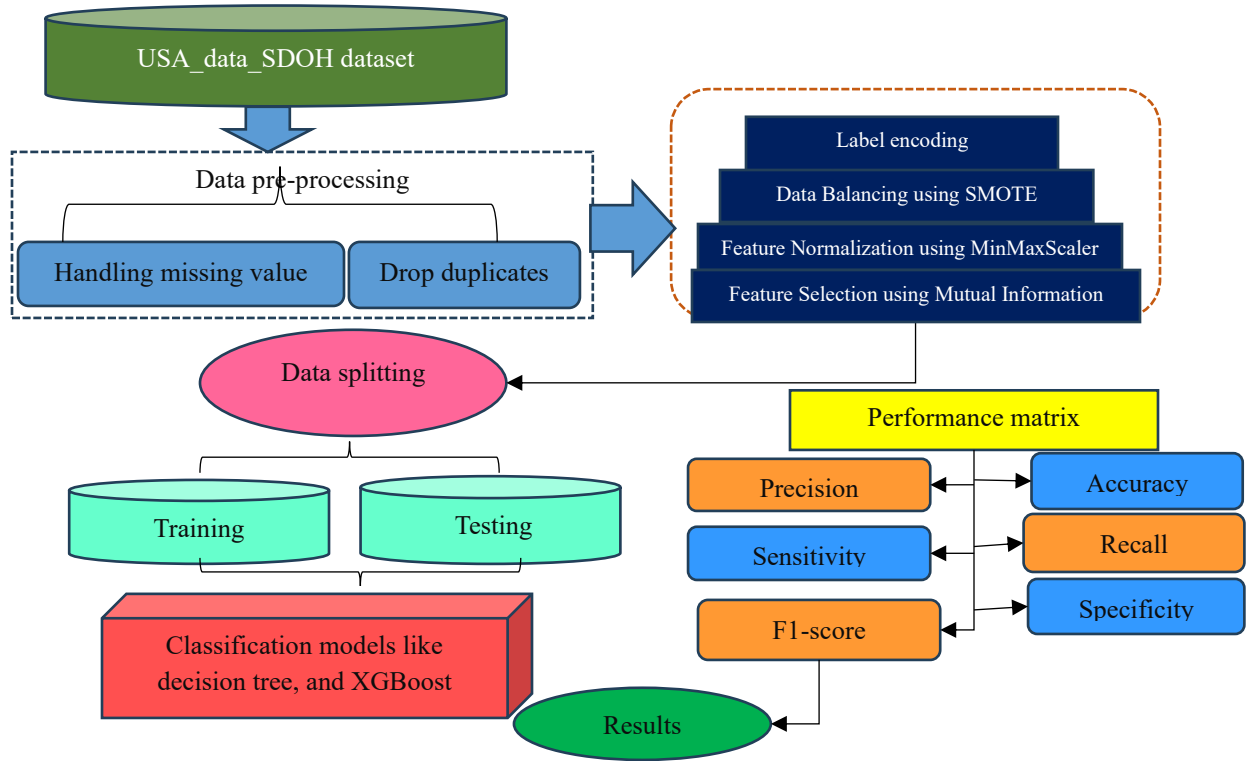 USA_data_SDOH dataset
Data pre-processing
Handling missing value
Drop duplicates
Label encoding
Data Balancing using SMOTE
Feature Normalization using MinMaxScaler
Feature Selection using Mutual Information
Data splitting
Training
Testing
Classification models like
decision tree, and XGBoost
Performance matrix
Precision
Accuracy
Sensitivity
Recall
F1-score
Specificity
Results